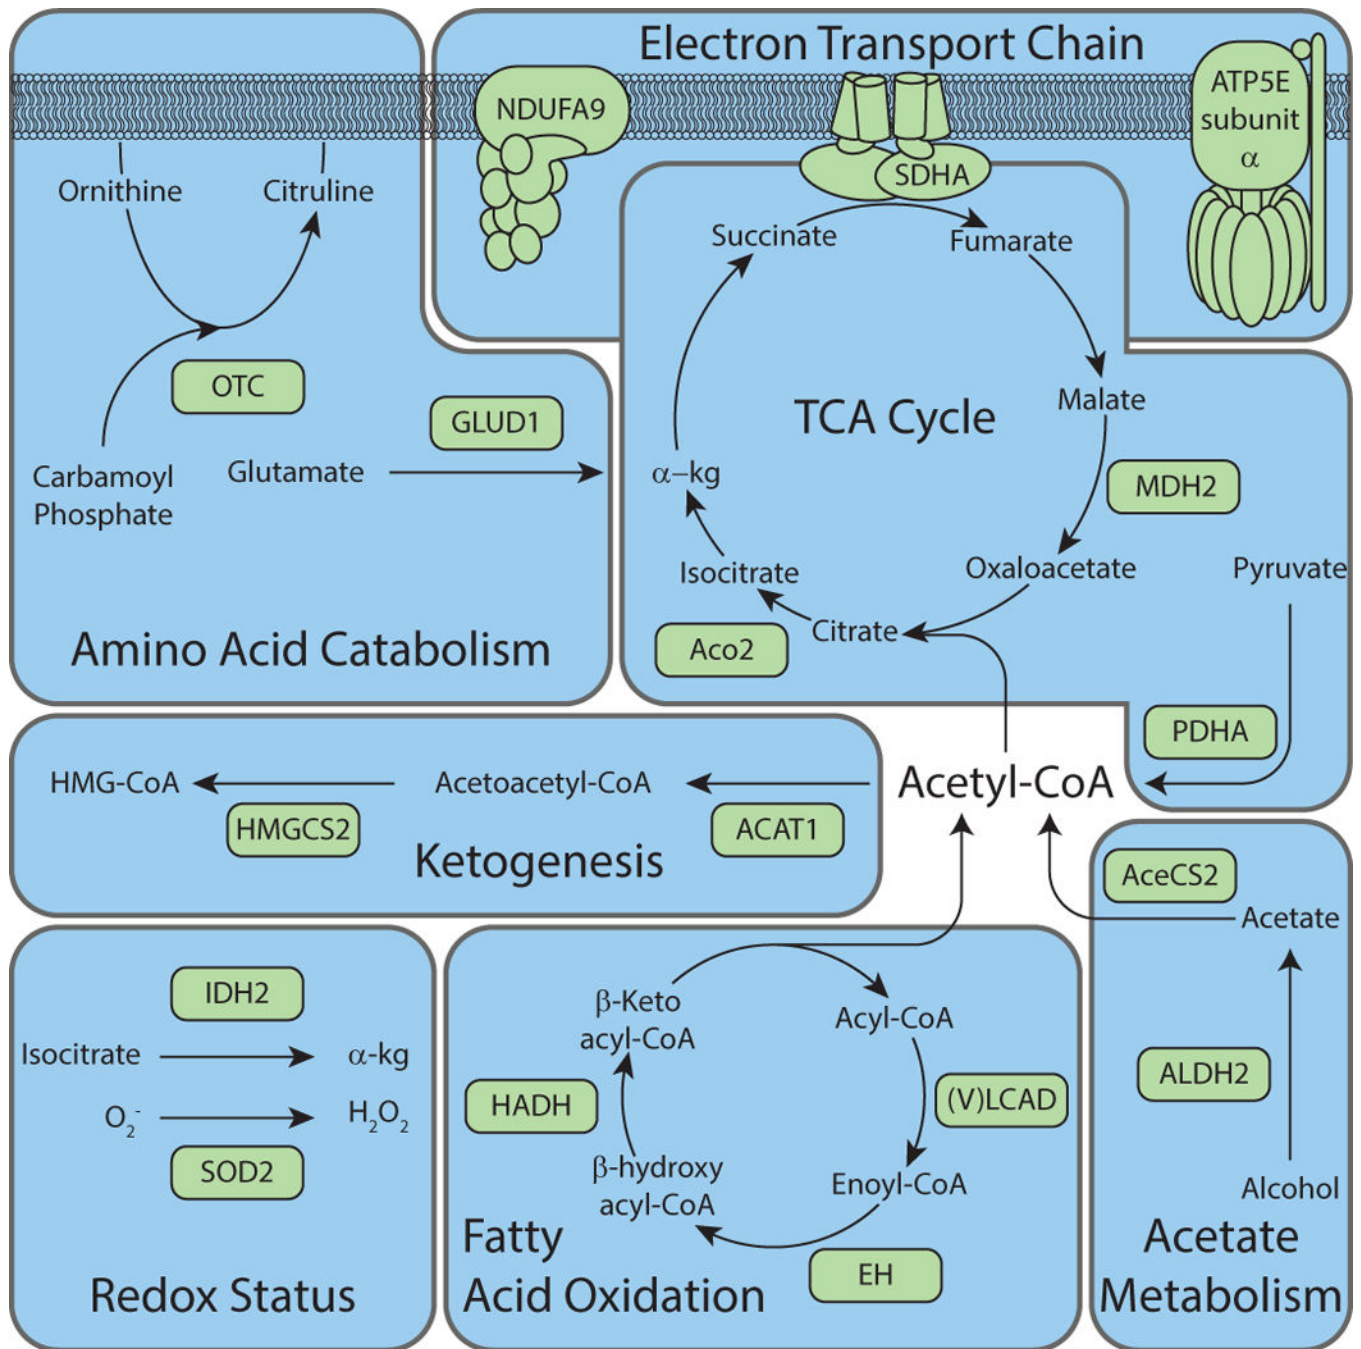 Electron Transport Chain
NDUFA9
SDHA
ATP5E
subunit
α
Ornithine
Citruline
OTC
Carbamoyl
Phosphate
Glutamate
GLUD1
Amino Acid Catabolism
Succinate
Fumarate
Malate
TCA Cycle
α–kg
MDH2
Isocitrate
Oxaloacetate
Pyruvate
Citrate
Aco2
PDHA
HMG-CoA
Acetoacetyl-CoA
Acetyl-CoA
HMGCS2
ACAT1
Ketogenesis
AceCS2
Acetate
ALDH2
Alcohol
Acetate
Metabolism
IDH2
Isocitrate
α-kg
O₂⁻
H₂O₂
SOD2
Redox Status
β-Keto
acyl-CoA
Acyl-CoA
HADH
(V)LCAD
β-hydroxy
acyl-CoA
Enoyl-CoA
EH
Fatty
Acid Oxidation